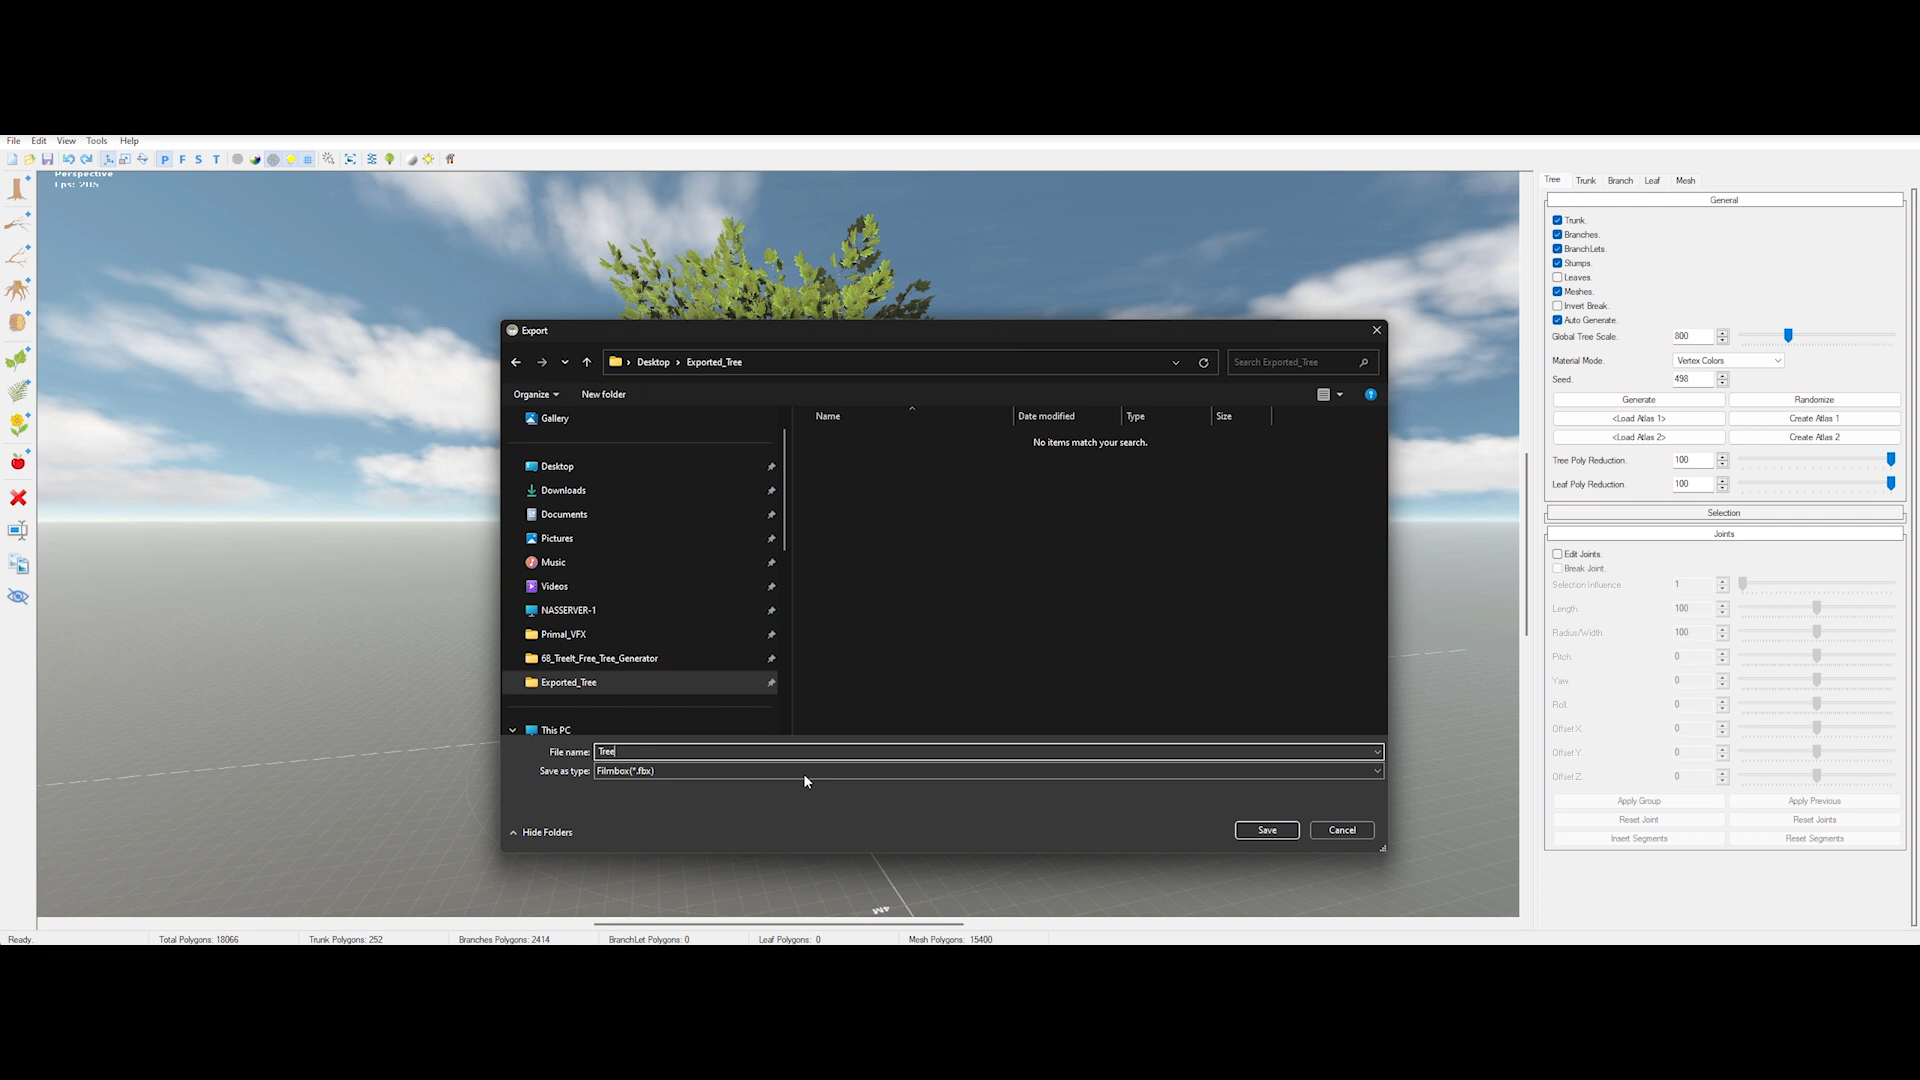 File Edit View Tools Help
P F S T
Perspective
Fps: 205
Export
Desktop > Exported_Tree
Search Exported_Tree
Organize
New folder
Gallery
Desktop
Downloads
Documents
Pictures
Music
Videos
NASSERVER-1
Primal_VFX
68_TreeIt_Free_Tree_Generator
Exported_Tree
This PC
Name Date modified Type Size
No items match your search.
File name: Tree
Save as type: Filmbox(*.fbx)
Hide Folders
Save Cancel
4M
Tree Trunk Branch Leaf Mesh
General
Trunk.
Branches.
BranchLets.
Stumps.
Leaves.
Meshes.
Invert Break.
Auto Generate.
Global Tree Scale. 800
Material Mode. Vertex Colors
Seed. 498
Generate Randomize
<Load Atlas 1> Create Atlas 1
<Load Atlas 2> Create Atlas 2
Tree Poly Reduction. 100
Leaf Poly Reduction. 100
Selection
Joints
Edit Joints.
Break Joint.
Selection Influence. 1
Length. 100
Radius/Width. 100
Pitch. 0
Yaw. 0
Roll. 0
Offset X. 0
Offset Y. 0
Offset Z. 0
Apply Group Apply Previous
Reset Joint Reset Joints
Insert Segments Reset Segments
Ready. Total Polygons: 18066 Trunk Polygons: 252 Branches Polygons: 2414 BranchLet Polygons: 0 Leaf Polygons: 0 Mesh Polygons: 15400